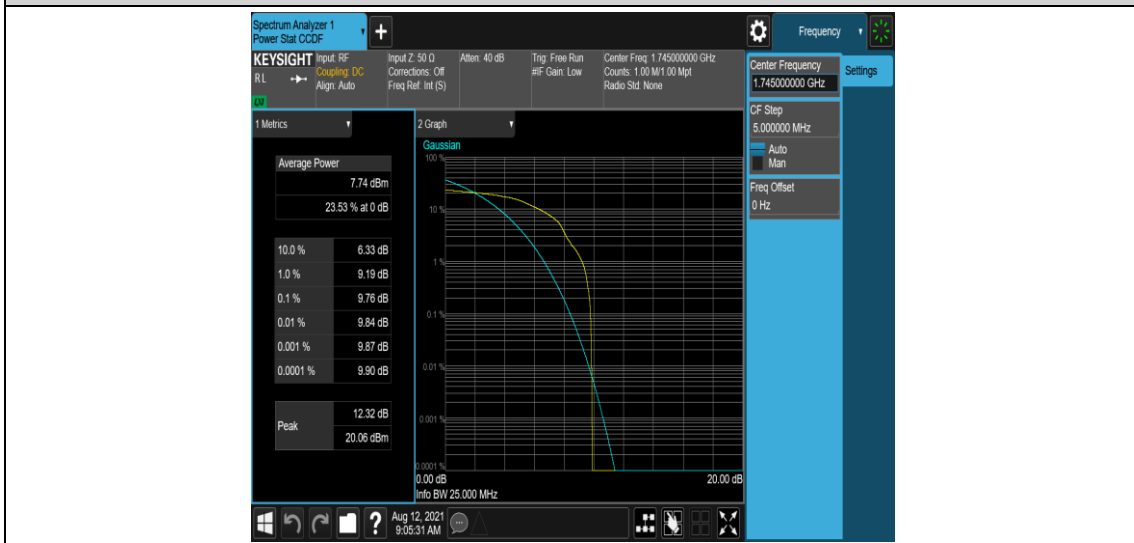 Spectrum Analyzer 1
Power Stat CCDF
+
Frequency
KEYSIGHT
RL
LXI
Input: RF
Coupling: DC
Align: Auto
Input Z: 50 Ω
Corrections: Off
Freq Ref: Int (S)
Atten: 40 dB
Trig: Free Run
#IF Gain: Low
Center Freq: 1.745000000 GHz
Counts: 1.00 M/1.00 Mpt
Radio Std: None
Center Frequency
1.745000000 GHz
Settings
CF Step
5.000000 MHz
Auto
Man
Freq Offset
0 Hz
1 Metrics
Average Power
7.74 dBm
23.53 % at 0 dB
10.0 % 6.33 dB
1.0 % 9.19 dB
0.1 % 9.76 dB
0.01 % 9.84 dB
0.001 % 9.87 dB
0.0001 % 9.90 dB
Peak 12.32 dB
20.06 dBm
2 Graph
Gaussian
100 %
10 %
1 %
0.1 %
0.01 %
0.001 %
0.0001 %
0.00 dB 20.00 dB
Info BW 25.000 MHz
?
Aug 12, 2021
9:05:31 AM